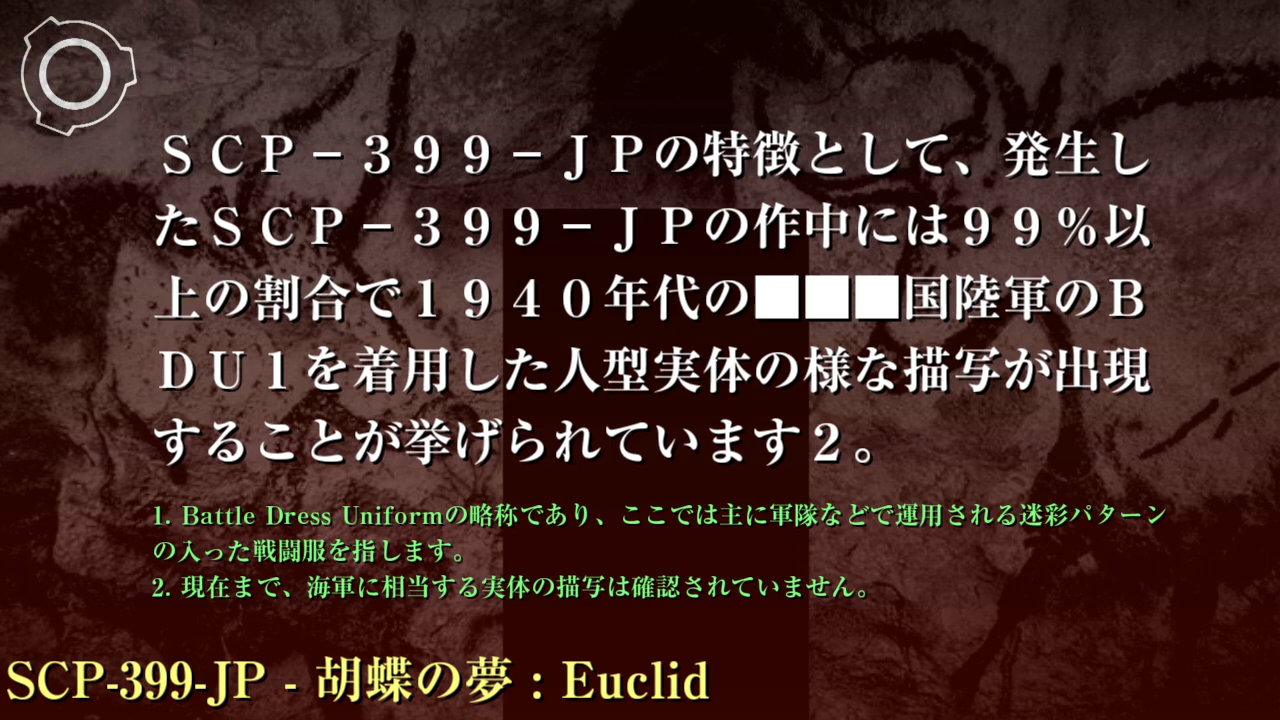 ＳＣＰ－３９９－ＪＰの特徴として、発生し
たＳＣＰ－３９９－ＪＰの作中には９９％以
上の割合で１９４０年代の■■■国陸軍のＢ
ＤＵ１を着用した人型実体の様な描写が出現
することが挙げられています２。
1. Battle Dress Uniformの略称であり、ここでは主に軍隊などで運用される迷彩パターン
の入った戦闘服を指します。
2. 現在まで、海軍に相当する実体の描写は確認されていません。
SCP-399-JP - 胡蝶の夢 : Euclid